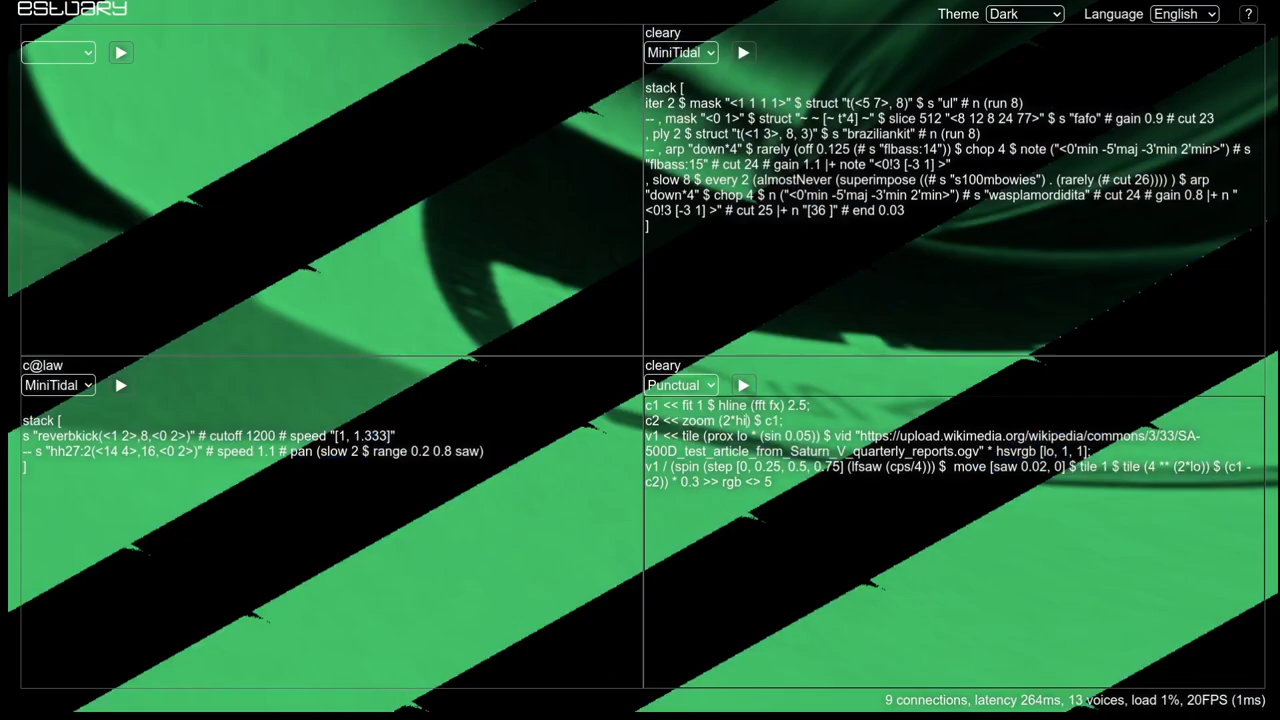 estuary
Theme Dark Language English ?
cleary
MiniTidal
stack [
iter 2 $ mask "<1 1 1 1>" $ struct "t(<5 7>, 8)" $ s "ul" # n (run 8)
-- , mask "<0 1>" $ struct "~ ~ [~ t*4] ~" $ slice 512 "<8 12 8 24 77>" $ s "fafo" # gain 0.9 # cut 23
, ply 2 $ struct "t(<1 3>, 8, 3)" $ s "braziliankit" # n (run 8)
-- , arp "down*4" $ rarely (off 0.125 (# s "flbass:14")) $ chop 4 $ note ("<0'min -5'maj -3'min 2'min>") # s
"flbass:15" # cut 24 # gain 1.1 |+ note "<0!3 [-3 1] >"
, slow 8 $ every 2 (almostNever (superimpose ((# s "s100mbowies") . (rarely (# cut 26)))) ) $ arp
"down*4" $ chop 4 $ n ("<0'min -5'maj -3'min 2'min>") # s "wasplamordidita" # cut 24 # gain 0.8 |+ n "
<0!3 [-3 1] >" # cut 25 |+ n "[36 ]" # end 0.03
]
c@law
MiniTidal
stack [
s "reverbkick(<1 2>,8,<0 2>)" # cutoff 1200 # speed "[1, 1.333]"
-- s "hh27:2(<14 4>,16,<0 2>)" # speed 1.1 # pan (slow 2 $ range 0.2 0.8 saw)
]
cleary
Punctual
c1 << fit 1 $ hline (fft fx) 2.5;
c2 << zoom (2*hi) $ c1;
v1 << tile (prox lo * (sin 0.05)) $ vid "https://upload.wikimedia.org/wikipedia/commons/3/33/SA-
500D_test_article_from_Saturn_V_quarterly_reports.ogv" * hsvrgb [lo, 1, 1];
v1 / (spin (step [0, 0.25, 0.5, 0.75] (lfsaw (cps/4))) $  move [saw 0.02, 0] $ tile 1 $ tile (4 ** (2*lo)) $ (c1 -
c2)) * 0.3 >> rgb <> 5
9 connections, latency 264ms, 13 voices, load 1%, 20FPS (1ms)